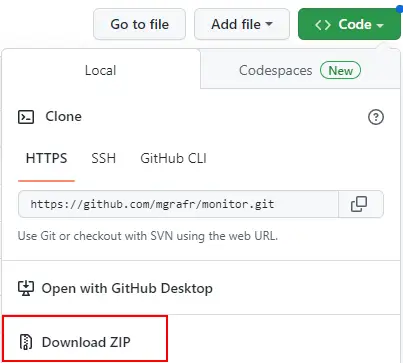 Go to file Add file Code
Local Codespaces New
Clone
HTTPS SSH GitHub CLI
https://github.com/mgrafr/monitor.git
Use Git or checkout with SVN using the web URL.
Open with GitHub Desktop
Download ZIP